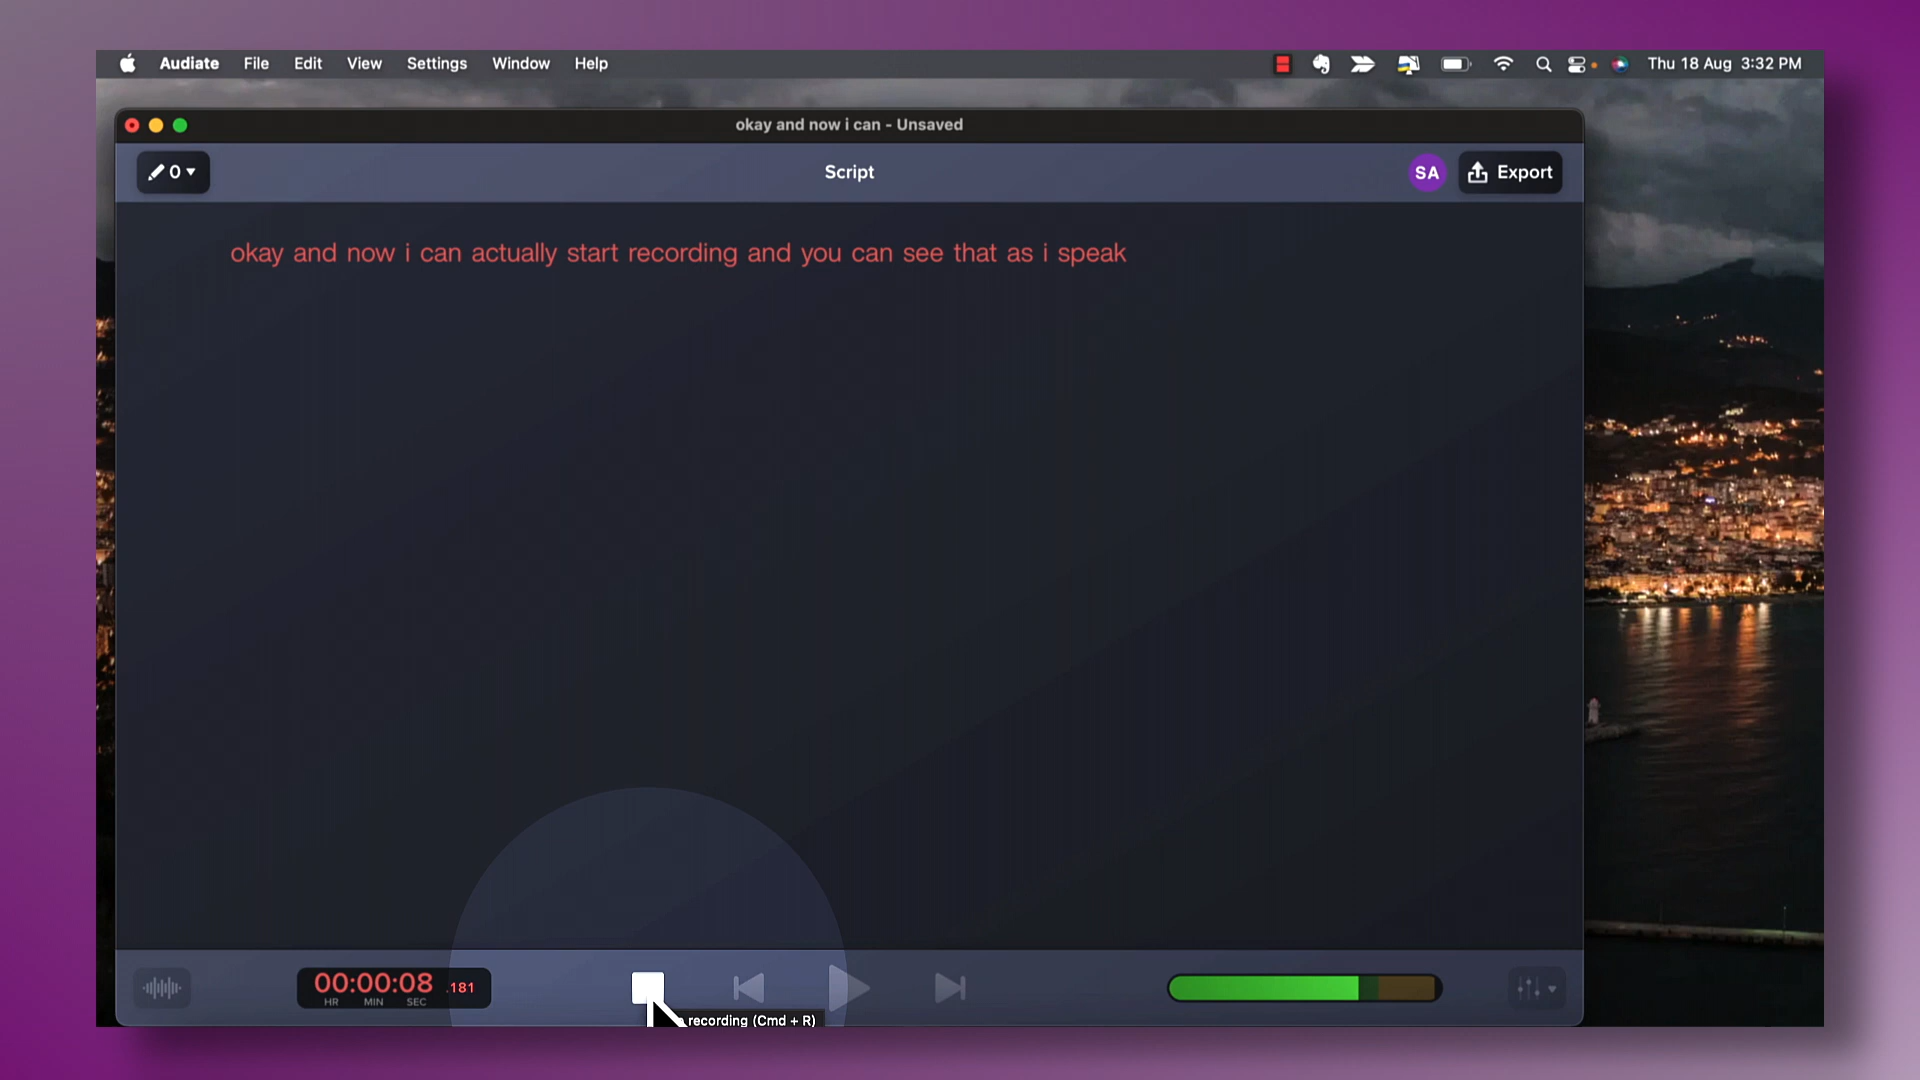 Audiate File Edit View Settings Window Help Thu 18 Aug 3:32 PM
okay and now i can - Unsaved
0 Script SA Export
okay and now i can actually start recording and you can see that as i speak
00:00:08 .181
HR MIN SEC
recording (Cmd + R)